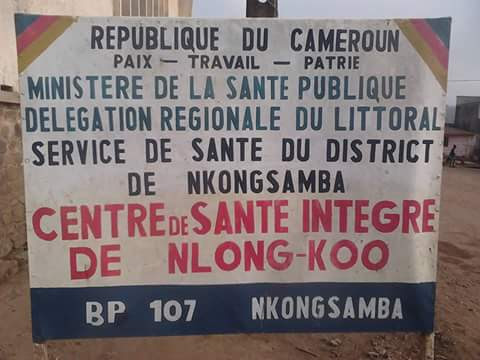 REPUBLIQUE DU CAMEROUN
PAIX - TRAVAIL - PATRIE
MINISTERE DE LA SANTE PUBLIQUE
DELEGATION REGIONALE DU LITTORAL
SERVICE DE SANTE DU DISTRICT
DE NKONGSAMBA
CENTRE DE SANTE INTEGRE
DE NLONG-KOO
BP 107 NKONGSAMBA